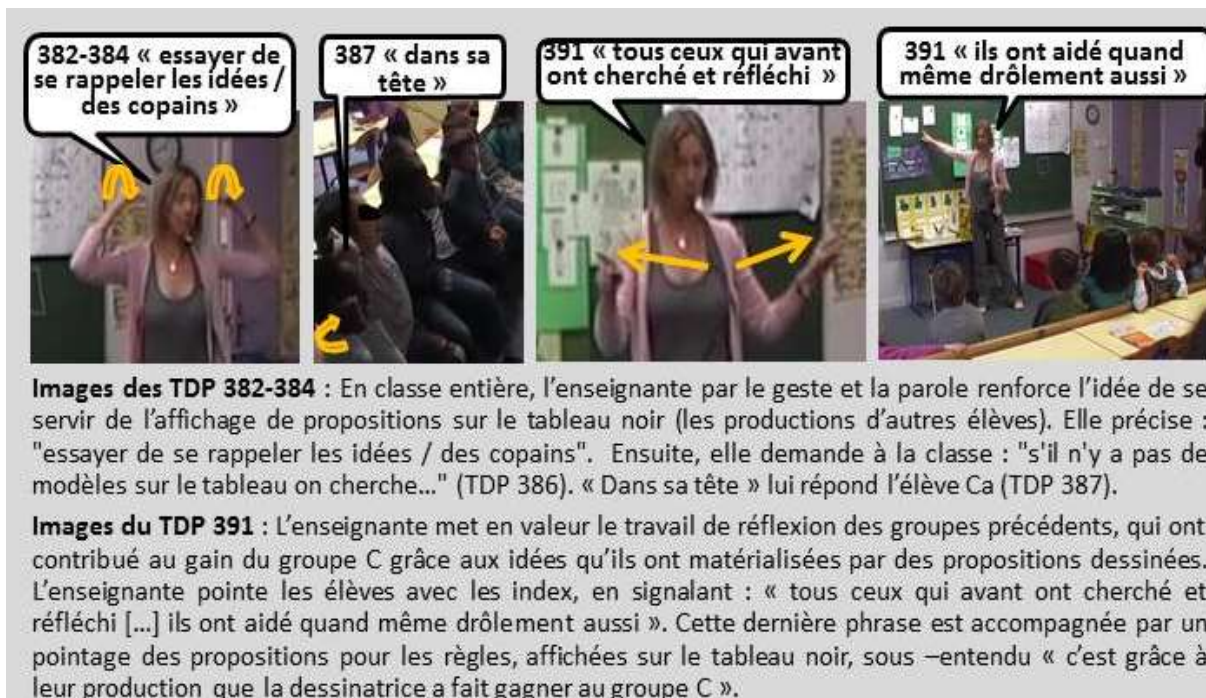 382-384 « essayer de
se rappeler les idées /
des copains »
387 « dans sa
tête »
391 « tous ceux qui avant
ont cherché et réfléchi »
391 « ils ont aidé quand
même drôlement aussi »
Images des TDP 382-384 : En classe entière, l’enseignante par le geste et la parole renforce l’idée de se
servir de l’affichage de propositions sur le tableau noir (les productions d’autres élèves). Elle précise :
"essayer de se rappeler les idées / des copains". Ensuite, elle demande à la classe : "s'il n'y a pas de
modèles sur le tableau on cherche..." (TDP 386). « Dans sa tête » lui répond l’élève Ca (TDP 387).
Images du TDP 391 : L’enseignante met en valeur le travail de réflexion des groupes précédents, qui ont
contribué au gain du groupe C grâce aux idées qu’ils ont matérialisées par des propositions dessinées.
L’enseignante pointe les élèves avec les index, en signalant : « tous ceux qui avant ont cherché et
réfléchi [...] ils ont aidé quand même drôlement aussi ». Cette dernière phrase est accompagnée par un
pointage des propositions pour les règles, affichées sur le tableau noir, sous –entendu « c’est grâce à
leur production que la dessinatrice a fait gagner au groupe C ».